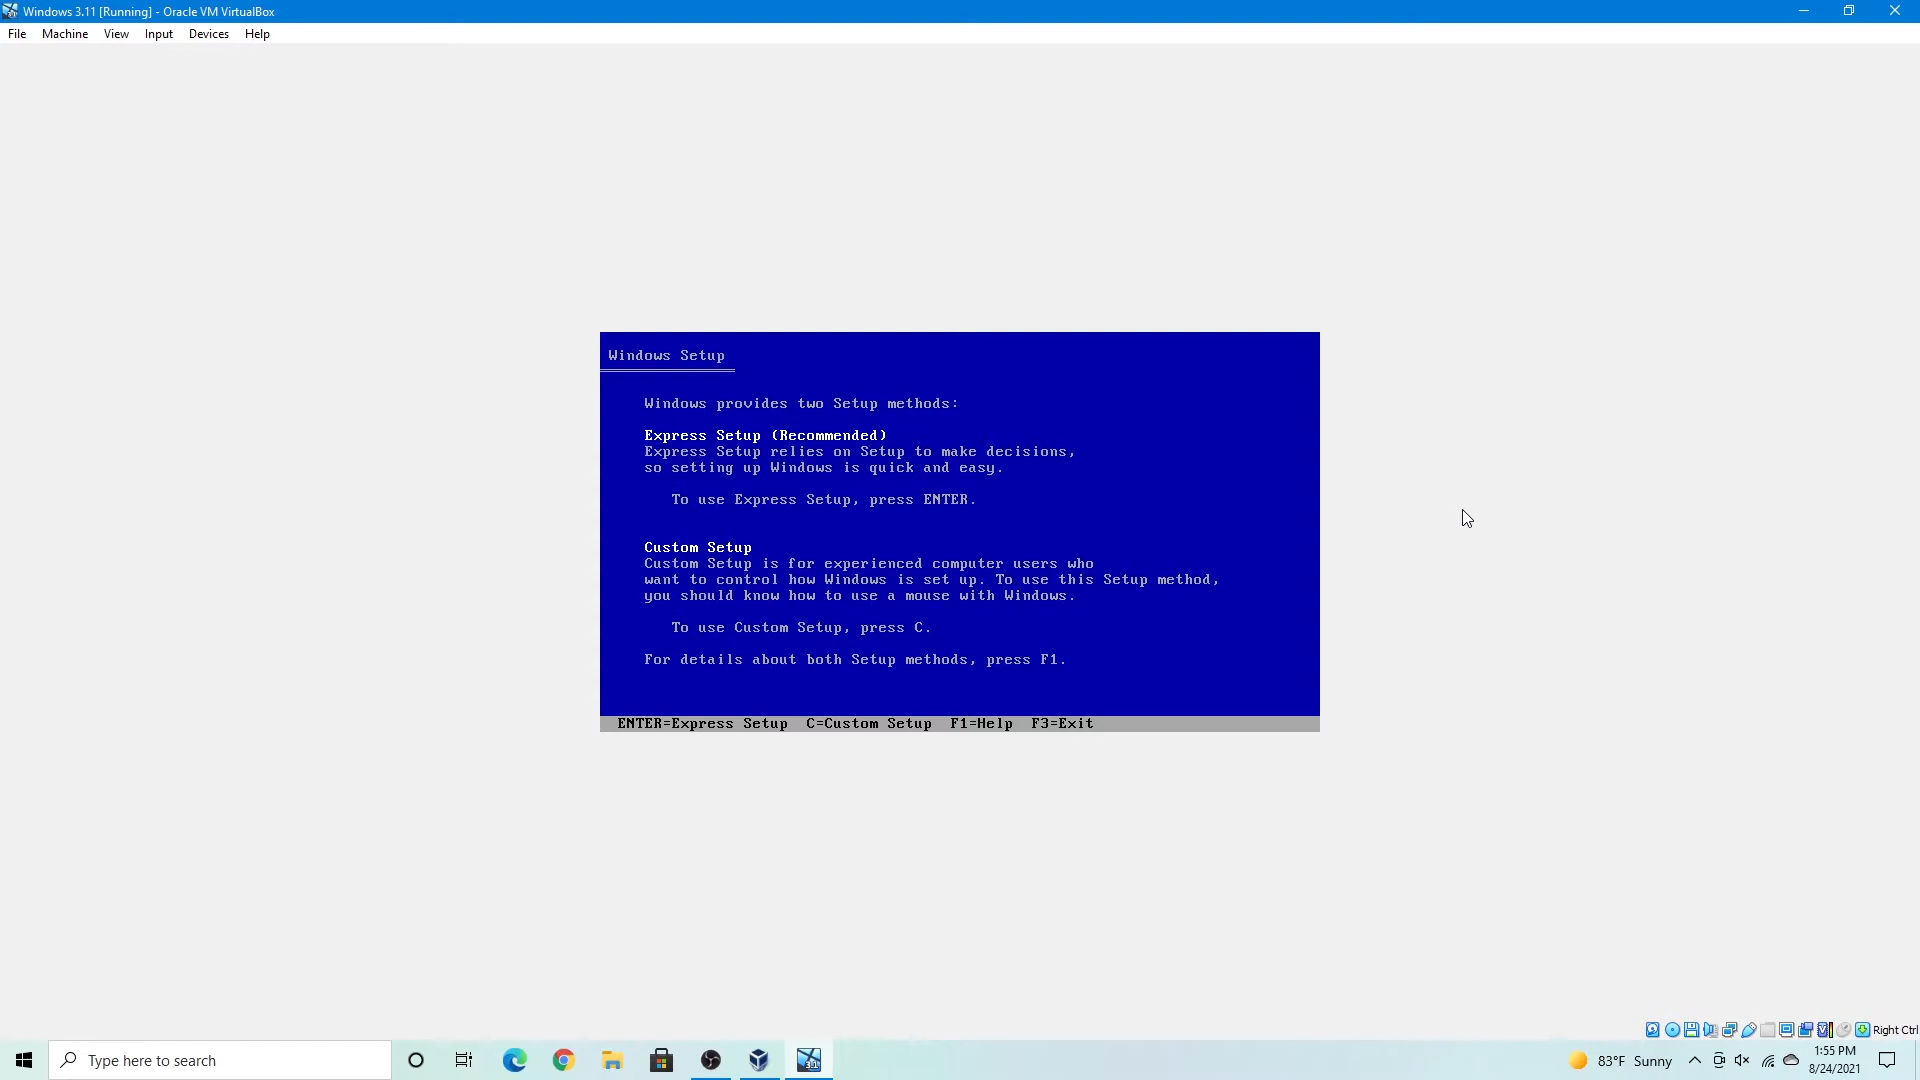 Windows 3.11 [Running] - Oracle VM VirtualBox
File Machine View Input Devices Help
Windows Setup
Windows provides two Setup methods:
Express Setup (Recommended)
Express Setup relies on Setup to make decisions,
so setting up Windows is quick and easy.
To use Express Setup, press ENTER.
Custom Setup
Custom Setup is for experienced computer users who
want to control how Windows is set up. To use this Setup method,
you should know how to use a mouse with Windows.
To use Custom Setup, press C.
For details about both Setup methods, press F1.
ENTER=Express Setup C=Custom Setup F1=Help F3=Exit
Right Ctrl
Type here to search
3.1
83°F Sunny
1:55 PM
8/24/2021